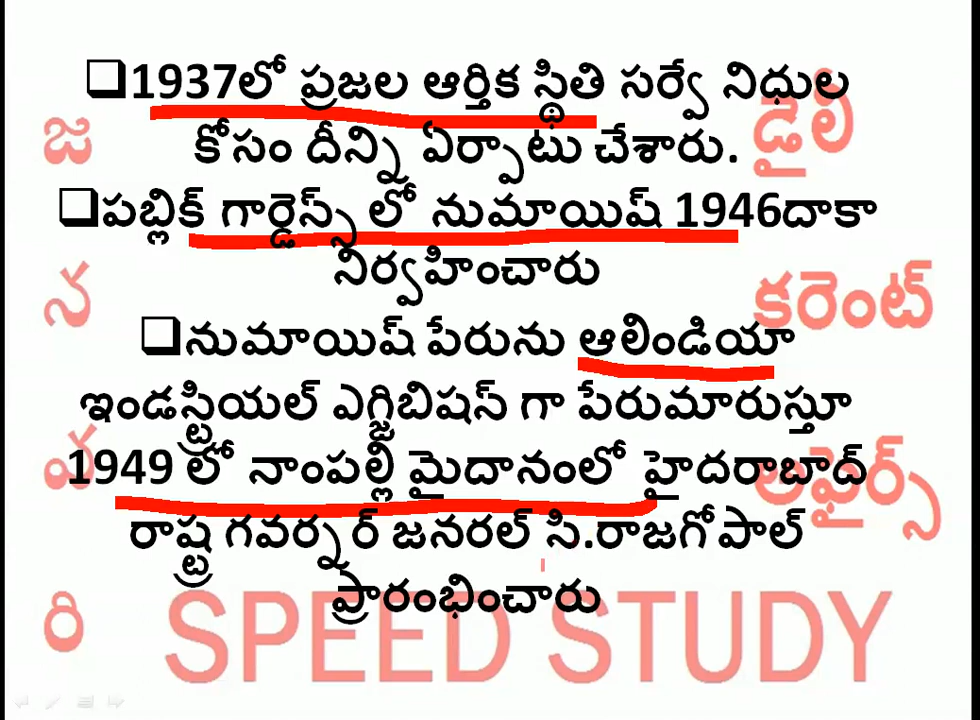 ❑1937లో ప్రజల ఆర్తిక స్థితి సర్వే నిధుల
కోసం దీన్ని ఏర్పాటు చేశారు.
❑పబ్లిక్ గార్డెన్స్ లో నుమాయిష్ 1946దాకా
నిర్వహించారు
❑నుమాయిష్ పేరును ఆలిండియా
ఇండస్ట్రియల్ ఎగ్జిబిషన్ గా పేరుమారుస్తూ
1949 లో నాంపల్లి మైదానంలో హైదరాబాద్
రాష్ట్ర గవర్నర్ జనరల్ సి.రాజగోపాల్
ప్రారంభించారు
జ
న
వ
రి
డైలీ
కరెంట్
అఫైర్స్
SPEED STUDY